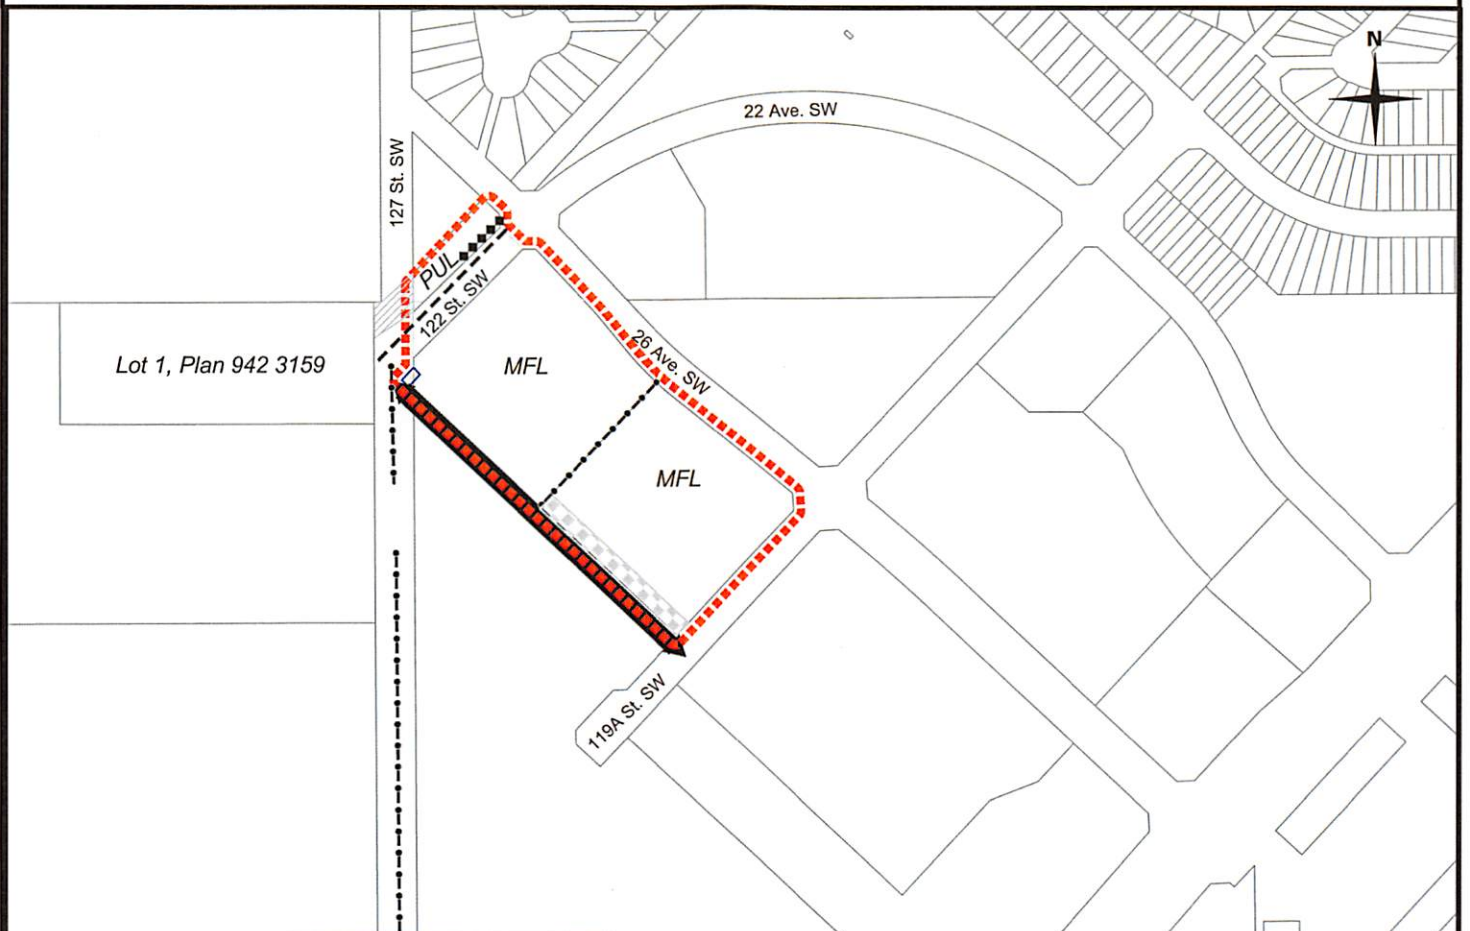 N
22 Ave. SW
127 St. SW
PUL
122 St. SW
26 Ave. SW
Lot 1, Plan 942 3159
MFL
MFL
119A St. SW